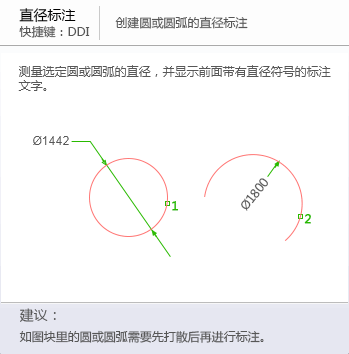 直径标注
快捷键：DDI
创建圆或圆弧的直径标注
测量选定圆或圆弧的直径，并显示前面带有直径符号的标注
文字。
Ø1442
1
Ø1800
2
建议：
如图块里的圆或圆弧需要先打散后再进行标注。